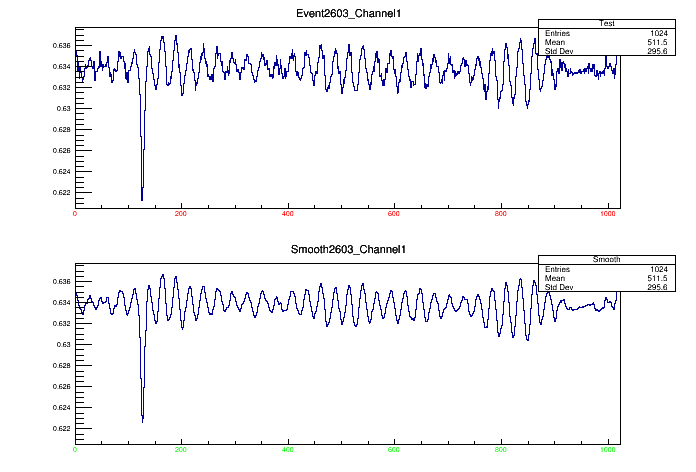 Event2603_Channel1
Test
Entries 1024
Mean 511.5
Std Dev 295.6
0.636
0.634
0.632
0.63
0.628
0.626
0.624
0.622
0 200 400 600 800 1000
Smooth2603_Channel1
Smooth
Entries 1024
Mean 511.5
Std Dev 295.6
0.636
0.634
0.632
0.63
0.628
0.626
0.624
0.622
0 200 400 600 800 1000